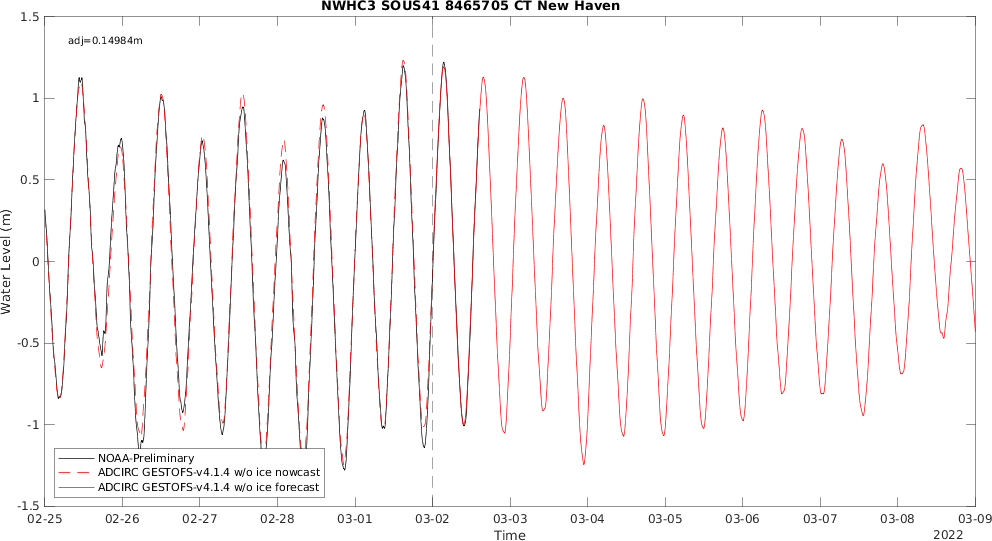 NWHC3 SOUS41 8465705 CT New Haven
adj=0.14984m
Water Level (m)
1.5
1
0.5
0
-0.5
-1
-1.5
NOAA-Preliminary
ADCIRC GESTOFS-v4.1.4 w/o ice nowcast
ADCIRC GESTOFS-v4.1.4 w/o ice forecast
02-25 02-26 02-27 02-28 03-01 03-02 03-03 03-04 03-05 03-06 03-07 03-08 03-09
Time
2022